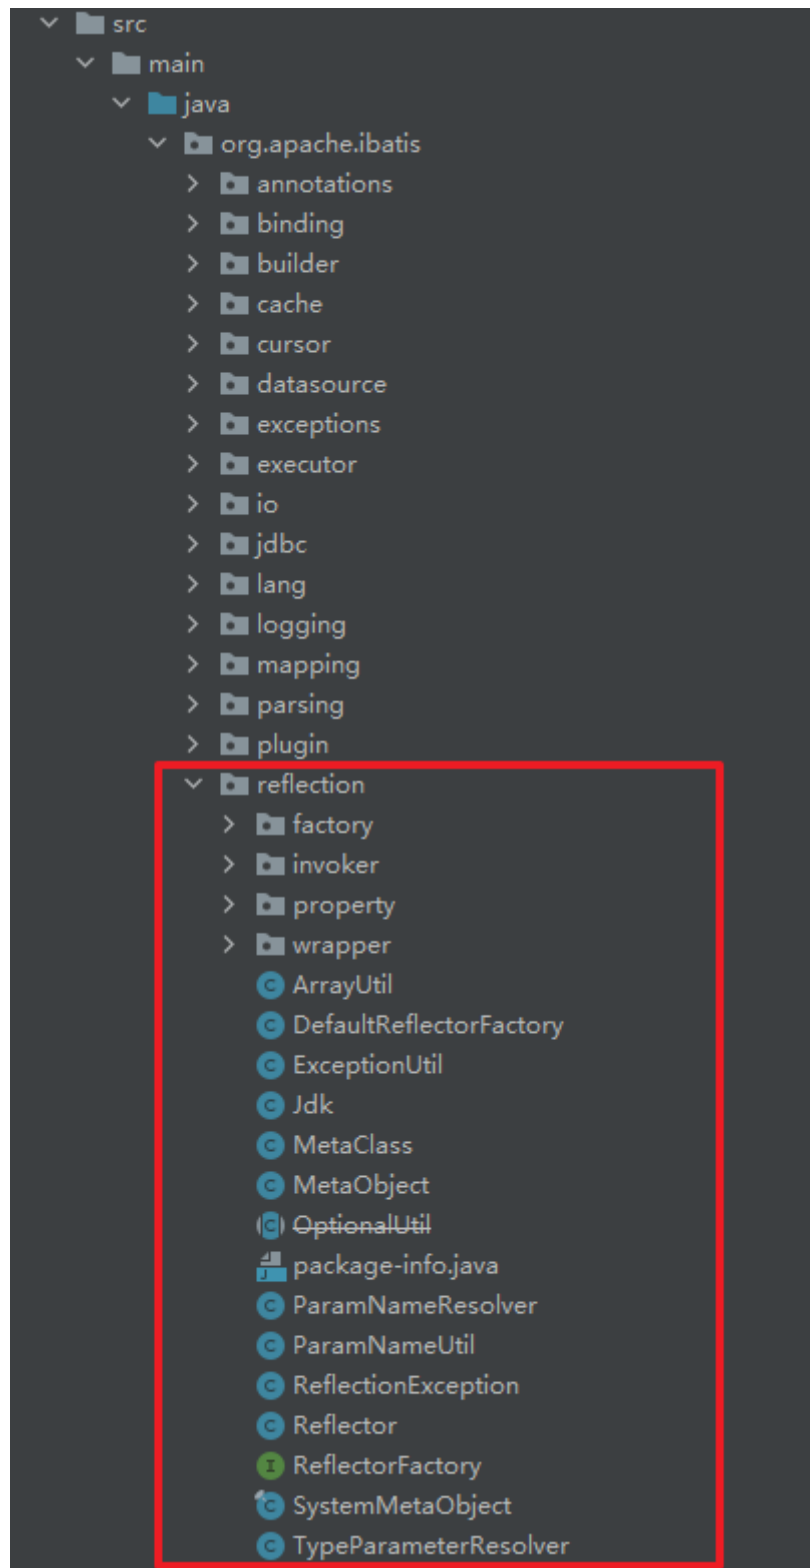 src
main
java
org.apache.ibatis
annotations
binding
builder
cache
cursor
datasource
exceptions
executor
io
jdbc
lang
logging
mapping
parsing
plugin
reflection
factory
invoker
property
wrapper
ArrayUtil
DefaultReflectorFactory
ExceptionUtil
Jdk
MetaClass
MetaObject
OptionalUtil
package-info.java
ParamNameResolver
ParamNameUtil
ReflectionException
Reflector
ReflectorFactory
SystemMetaObject
TypeParameterResolver